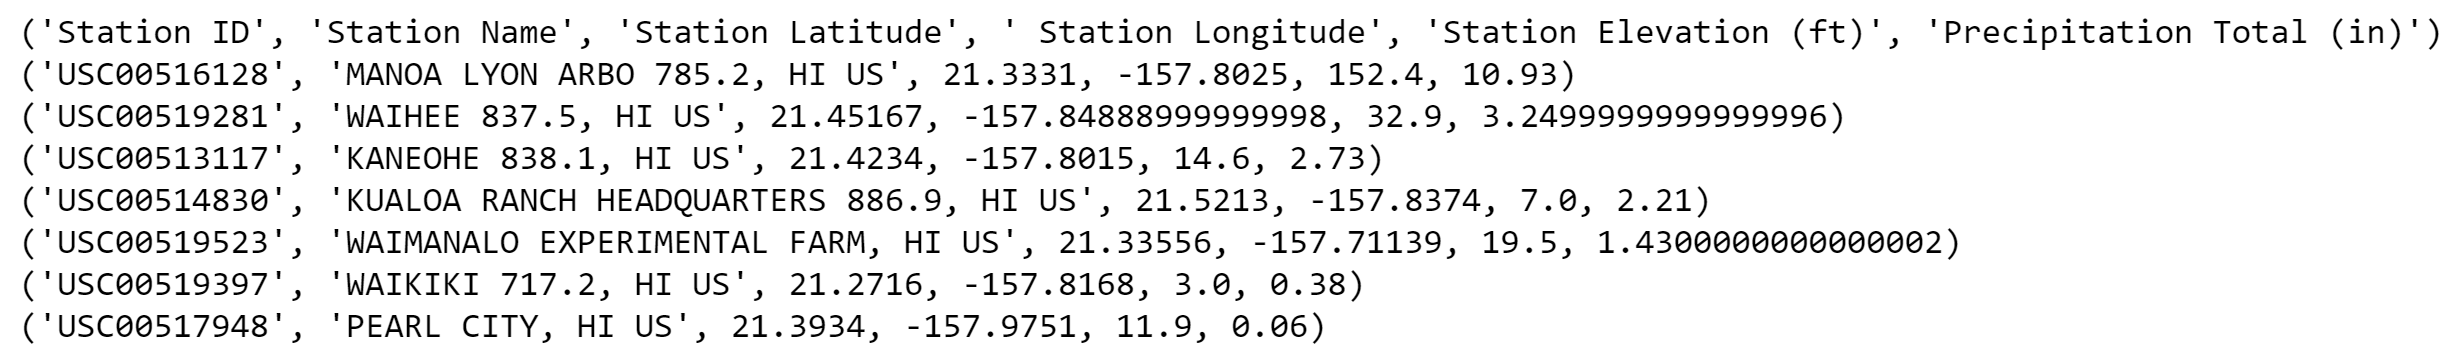 ('Station ID', 'Station Name', 'Station Latitude', ' Station Longitude', 'Station Elevation (ft)', 'Precipitation Total (in)')
('USC00516128', 'MANOA LYON ARBO 785.2, HI US', 21.3331, -157.8025, 152.4, 10.93)
('USC00519281', 'WAIHEE 837.5, HI US', 21.45167, -157.84888999999998, 32.9, 3.2499999999999996)
('USC00513117', 'KANEOHE 838.1, HI US', 21.4234, -157.8015, 14.6, 2.73)
('USC00514830', 'KUALOA RANCH HEADQUARTERS 886.9, HI US', 21.5213, -157.8374, 7.0, 2.21)
('USC00519523', 'WAIMANALO EXPERIMENTAL FARM, HI US', 21.33556, -157.71139, 19.5, 1.4300000000000002)
('USC00519397', 'WAIKIKI 717.2, HI US', 21.2716, -157.8168, 3.0, 0.38)
('USC00517948', 'PEARL CITY, HI US', 21.3934, -157.9751, 11.9, 0.06)